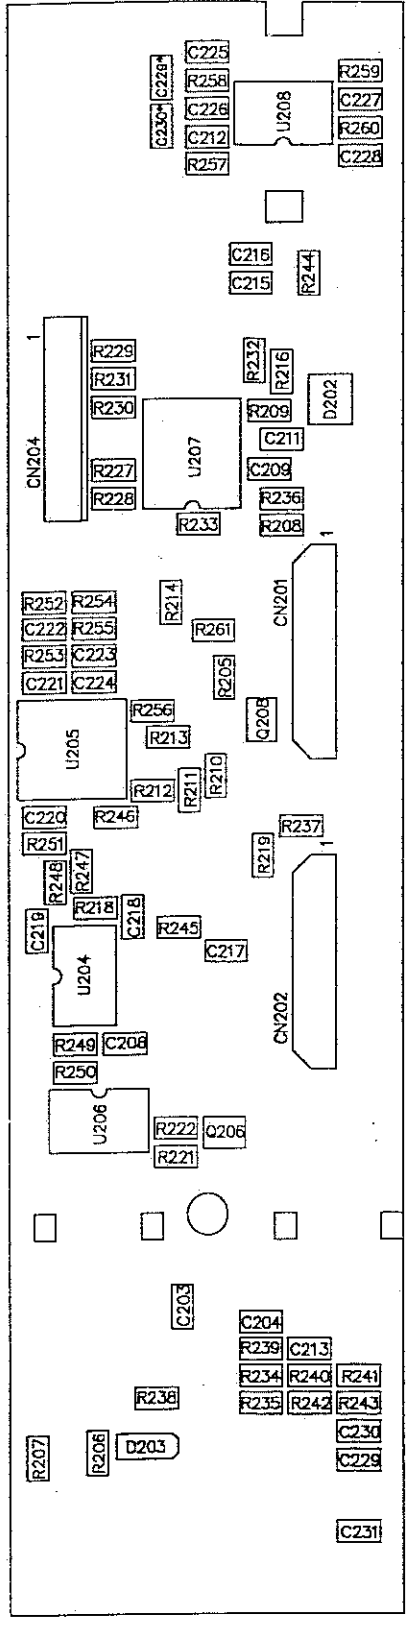 C225
C229*
R258
R259
C226
U208
C227
C230*
C212
R260
R257
C228
C216
C215
R244
1
R229
R232
R216
R231
R230
R209
D202
CN204
U207
C211
R227
C209
R228
R236
R233
R208
1
CN201
R252
R254
R214
C222
R255
R261
R253
C223
R205
C221
C224
R256
Q208
U205
R213
R210
R212
R211
C220
R246
R237
R251
R219
1
R248
R247
R218
C218
C219
R245
C217
U204
CN202
R249
C208
R250
U206
R222
Q206
R221
C203
C204
R239
C213
R234
R240
R241
R238
R235
R242
R243
C230
R207
R206
D203
C229
C231